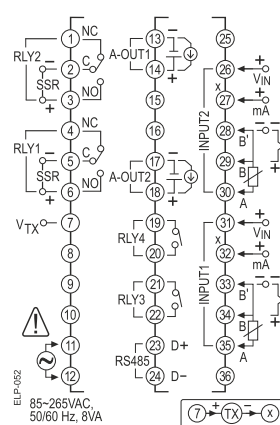 1 NC
RLY2
2 C
SSR
3 NO
4 NC
RLY1
5 C
SSR
6 NO
7 VTX
8
9
10
11
12
ELP-052
85~265VAC,
50/60 Hz, 8VA
13
A-OUT1
14
15
16
17
A-OUT2
18
19
RLY4
20
21
RLY3
22
23 D+
RS485
24 D−
25
26 VIN
x
27 mA
INPUT2
28 B'
29 B
30 A
31 VIN
x
32 mA
INPUT1
33 B'
34 B
35 A
36
7 + TX − x